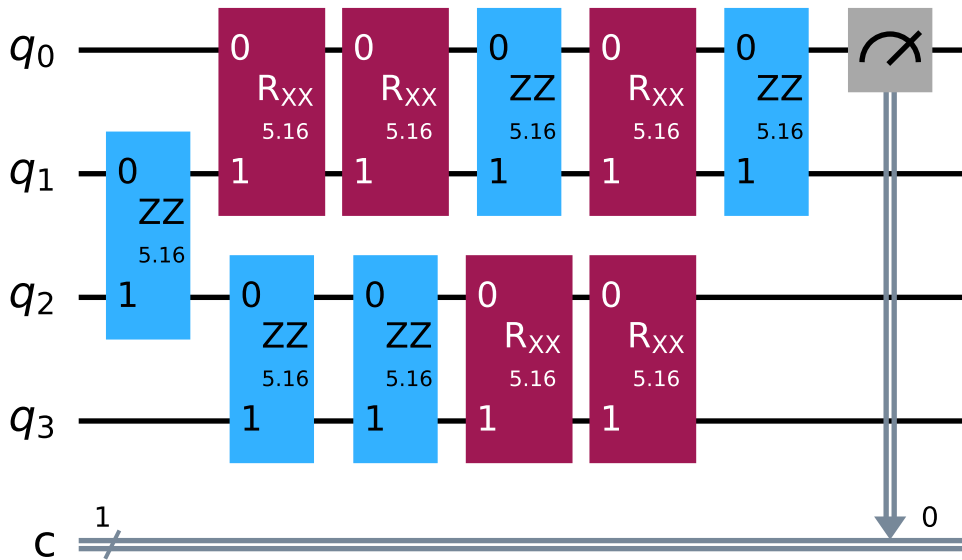 q0 0 0 0 0 0
RXX RXX ZZ RXX ZZ
5.16 5.16 5.16 5.16 5.16
q1 0 1 1 1 1 1
ZZ
5.16
q2 1 0 0 0 0
ZZ ZZ RXX RXX
5.16 5.16 5.16 5.16
q3 1 1 1 1
1 0
c